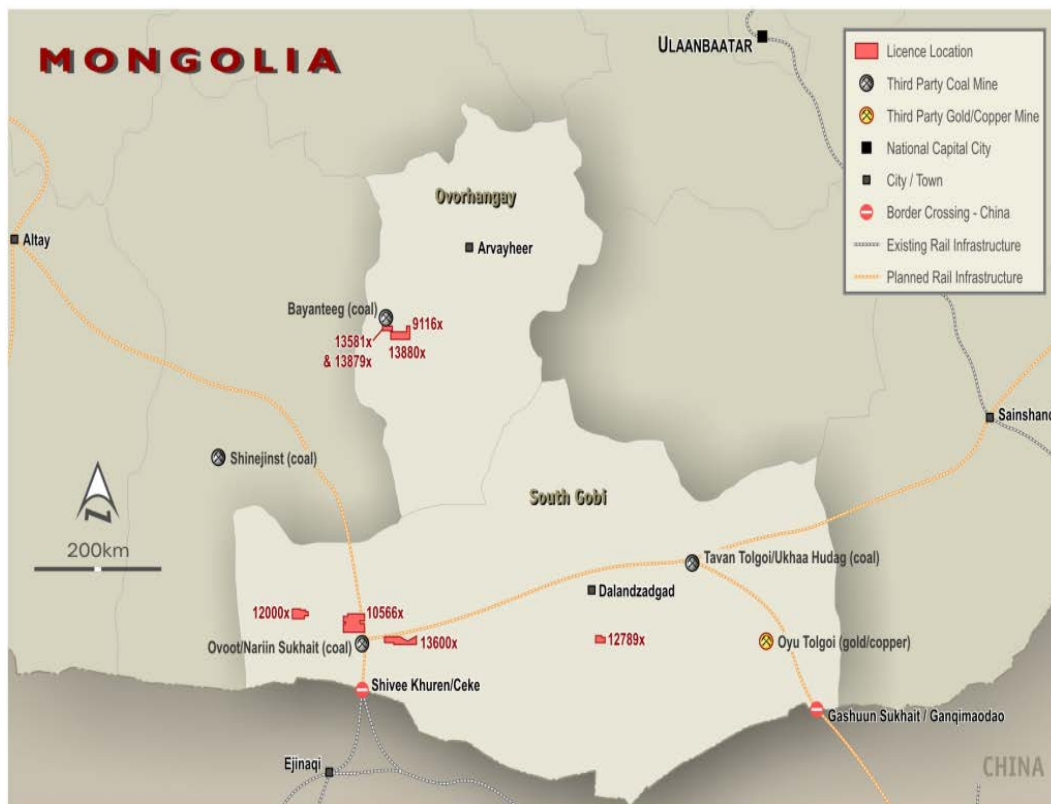 MONGOLIA
ULAANBAATAR
Licence Location
Third Party Coal Mine
Third Party Gold/Copper Mine
National Capital City
City / Town
Border Crossing - China
Existing Rail Infrastructure
Planned Rail Infrastructure
Ovorhangay
Altay
Arvayheer
Bayanteeg (coal)
9116x
13581x
& 13879x
13880x
Sainshand
Shinejinst (coal)
South Gobi
N
200km
Tavan Tolgoi/Ukhaa Hudag (coal)
Dalandzadgad
12000x
10566x
Ovoot/Nariin Sukhait (coal)
13600x
12789x
Oyu Tolgoi (gold/copper)
Shivee Khuren/Ceke
Gashuun Sukhait / Ganqimaodao
Ejinaqi
CHINA